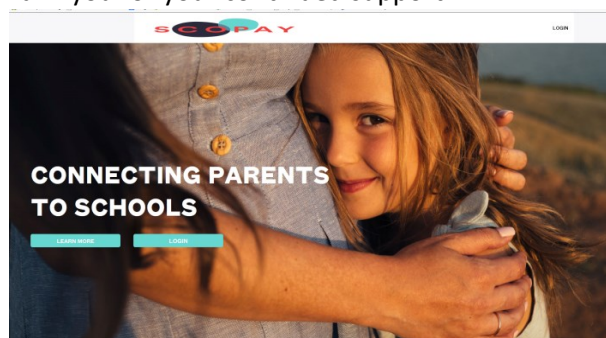 SCOPAY
LOGIN
CONNECTING PARENTS
TO SCHOOLS
LEARN MORE
LOGIN